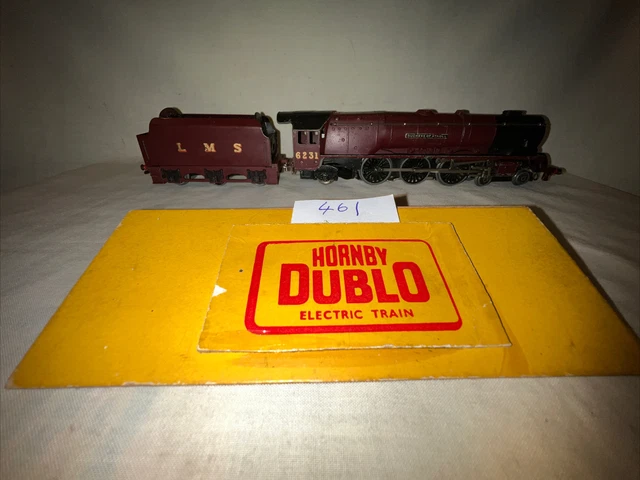 L M S
6231
461
HORNBY
DUBLO
ELECTRIC TRAIN